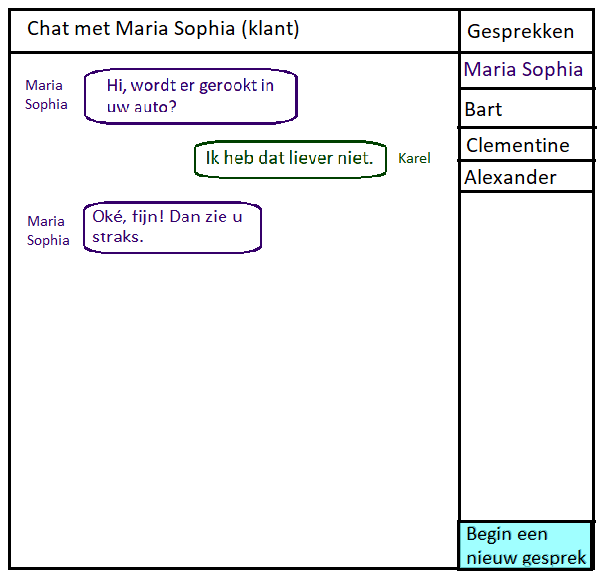 Chat met Maria Sophia (klant)
Maria
Sophia
Hi, wordt er gerookt in
uw auto?
Ik heb dat liever niet.
Karel
Maria
Sophia
Oké, fijn! Dan zie u
straks.
Gesprekken
Maria Sophia
Bart
Clementine
Alexander
Begin een
nieuw gesprek